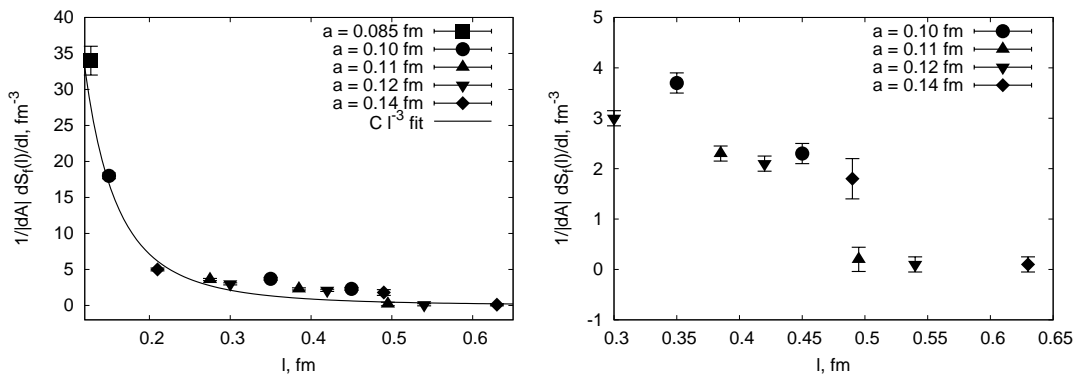 1/|dA| dS_f(l)/dl, fm^-3
40
35
30
25
20
15
10
5
0
0.2 0.3 0.4 0.5 0.6
l, fm
a = 0.085 fm
a = 0.10 fm
a = 0.11 fm
a = 0.12 fm
a = 0.14 fm
C l^-3 fit
1/|dA| dS_f(l)/dl, fm^-3
5
4
3
2
1
0
-1
0.3 0.35 0.4 0.45 0.5 0.55 0.6 0.65
l, fm
a = 0.10 fm
a = 0.11 fm
a = 0.12 fm
a = 0.14 fm